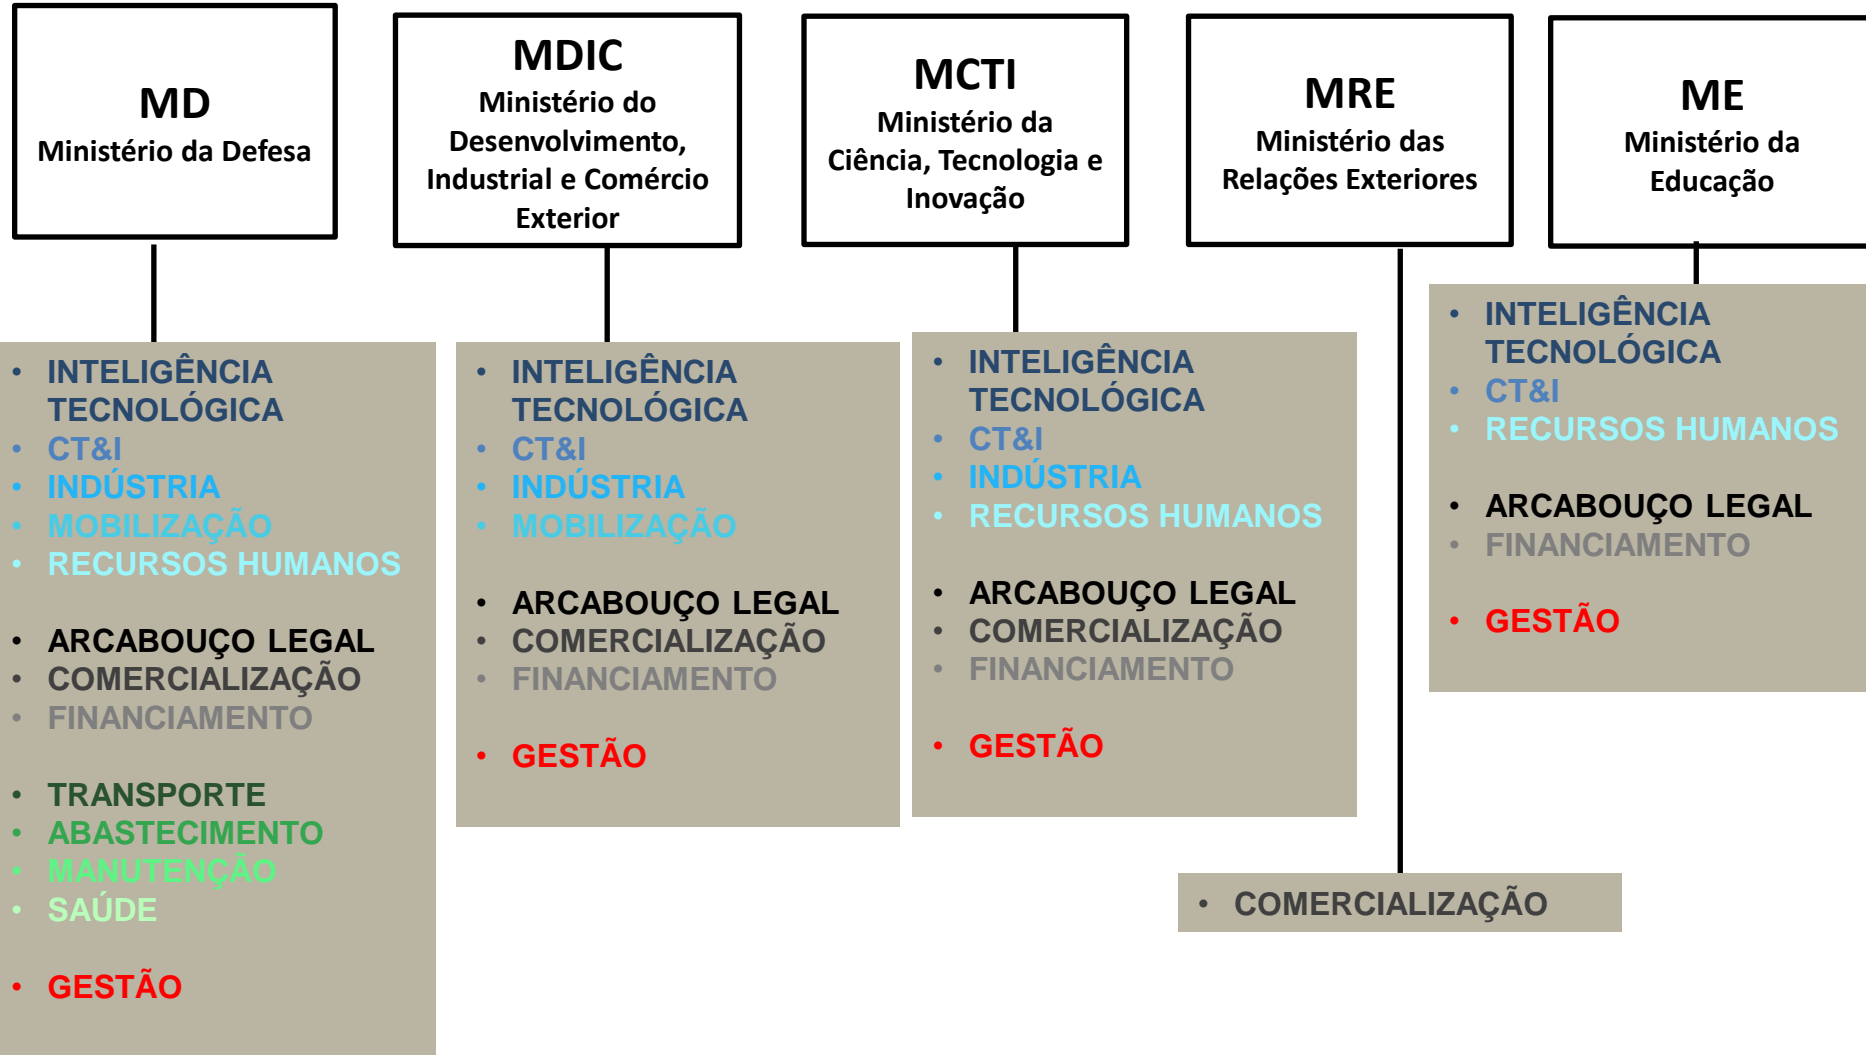 MD
Ministério da Defesa
MDIC
Ministério do
Desenvolvimento,
Industrial e Comércio
Exterior
MCTI
Ministério da
Ciência, Tecnologia e
Inovação
MRE
Ministério das
Relações Exteriores
ME
Ministério da
Educação
• INTELIGÊNCIA
TECNOLÓGICA
• CT&I
• INDÚSTRIA
• MOBILIZAÇÃO
• RECURSOS HUMANOS
• ARCABOUÇO LEGAL
• COMERCIALIZAÇÃO
• FINANCIAMENTO
• TRANSPORTE
• ABASTECIMENTO
• MANUTENÇÃO
• SAÚDE
• GESTÃO
• INTELIGÊNCIA
TECNOLÓGICA
• CT&I
• INDÚSTRIA
• MOBILIZAÇÃO
• ARCABOUÇO LEGAL
• COMERCIALIZAÇÃO
• FINANCIAMENTO
• GESTÃO
• INTELIGÊNCIA
TECNOLÓGICA
• CT&I
• INDÚSTRIA
• RECURSOS HUMANOS
• ARCABOUÇO LEGAL
• COMERCIALIZAÇÃO
• FINANCIAMENTO
• GESTÃO
• COMERCIALIZAÇÃO
• INTELIGÊNCIA
TECNOLÓGICA
• CT&I
• RECURSOS HUMANOS
• ARCABOUÇO LEGAL
• FINANCIAMENTO
• GESTÃO